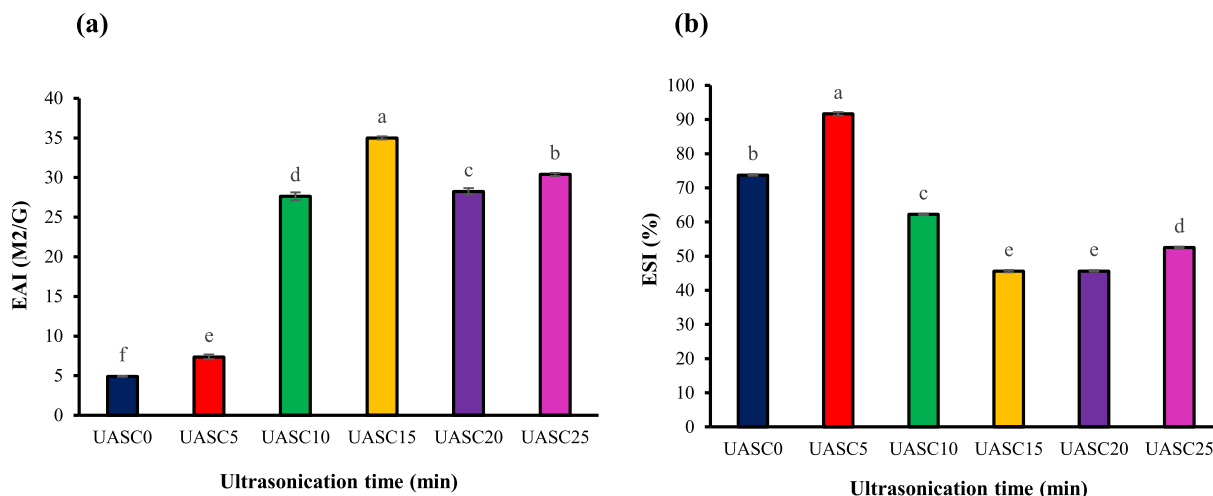 (a)
EAI (M2/G)
40
35
30
25
20
15
10
5
0
f
e
d
a
c
b
UASC0 UASC5 UASC10 UASC15 UASC20 UASC25
Ultrasonication time (min)
(b)
ESI (%)
100
90
80
70
60
50
40
30
20
10
0
b
a
c
e
e
d
UASC0 UASC5 UASC10 UASC15 UASC20 UASC25
Ultrasonication time (min)